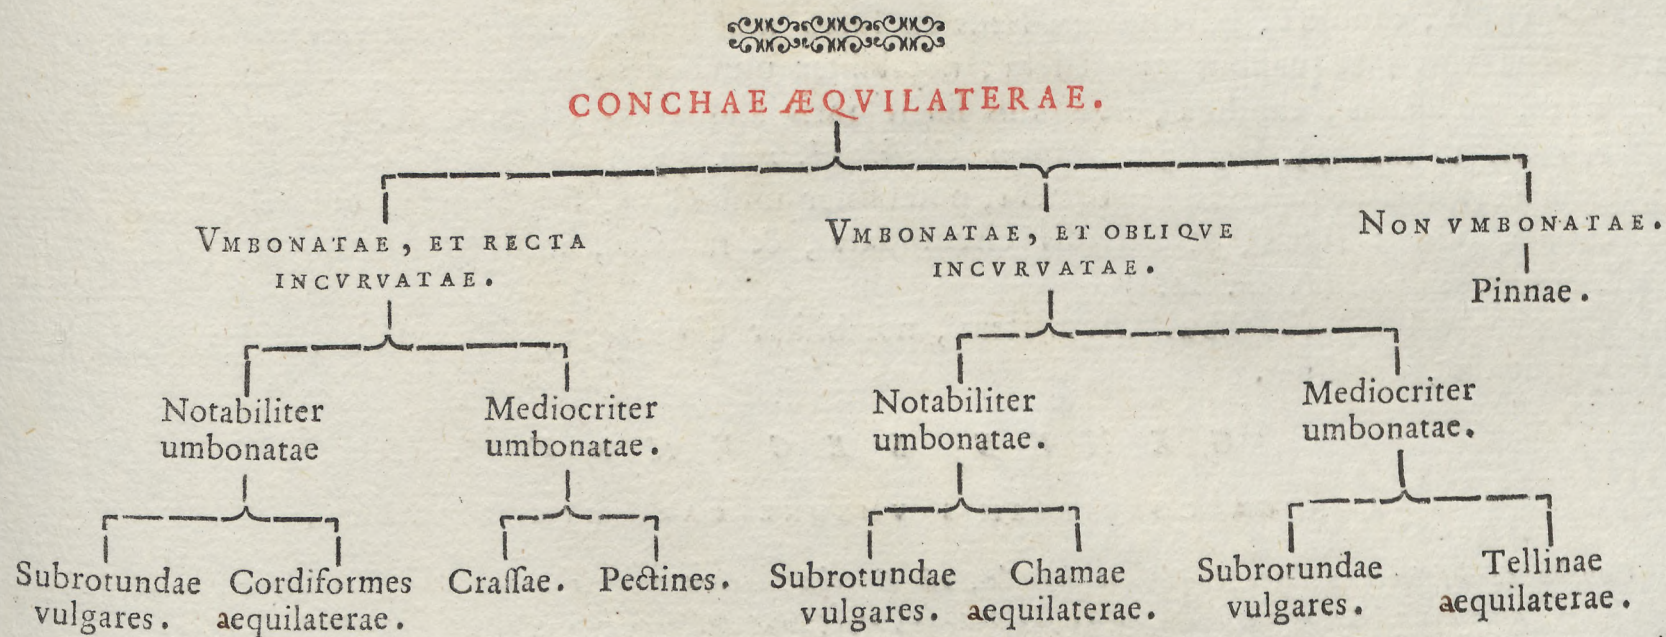 CONCHAE ÆQVILATERAE.
VMBONATAE, ET RECTA
INCVRVATAE.
VMBONATAE, ET OBLIQVE
INCVRVATAE.
NON VMBONATAE.
Pinnae.
Notabiliter
umbonatae
Mediocriter
umbonatae.
Notabiliter
umbonatae.
Mediocriter
umbonatae.
Subrotundae
vulgares.
Cordiformes
aequilaterae.
Craſſae.
Pectines.
Subrotundae
vulgares.
Chamae
aequilaterae.
Subrotundae
vulgares.
Tellinae
aequilaterae.